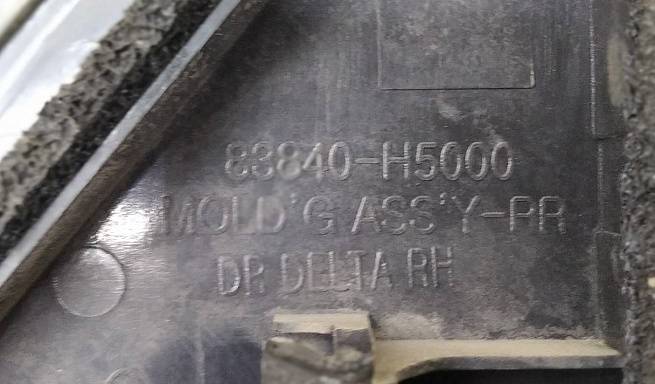 83840-H5000
MOLD'G ASS'Y-RR
DR DELTA RH